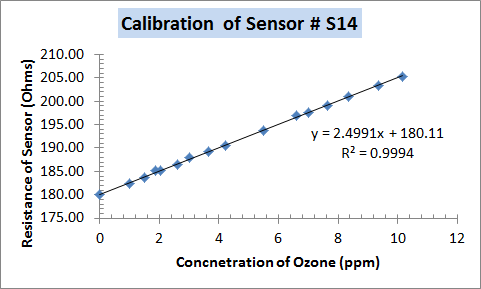 Calibration of Sensor # S14
Resistance of Sensor (Ohms)
210.00
205.00
200.00
195.00
190.00
185.00
180.00
175.00
y = 2.4991x + 180.11
R² = 0.9994
0 2 4 6 8 10 12
Concnetration of Ozone (ppm)